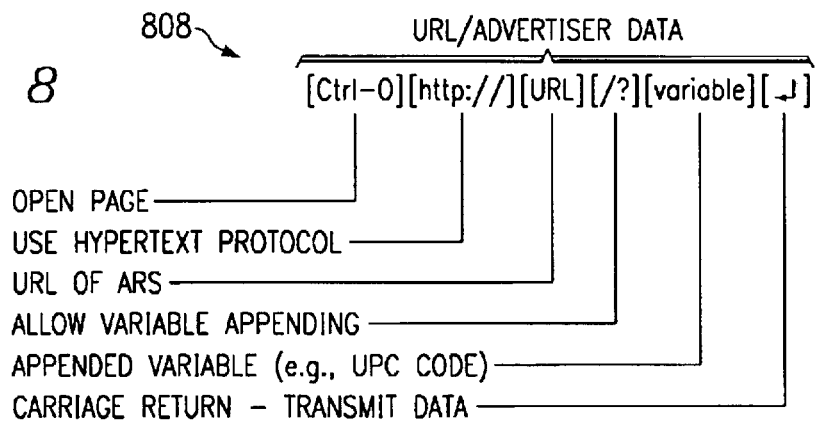 808
URL/ADVERTISER DATA
8
[Ctrl-O][http://][URL][/?][variable][↵]
OPEN PAGE
USE HYPERTEXT PROTOCOL
URL OF ARS
ALLOW VARIABLE APPENDING
APPENDED VARIABLE (e.g., UPC CODE)
CARRIAGE RETURN - TRANSMIT DATA